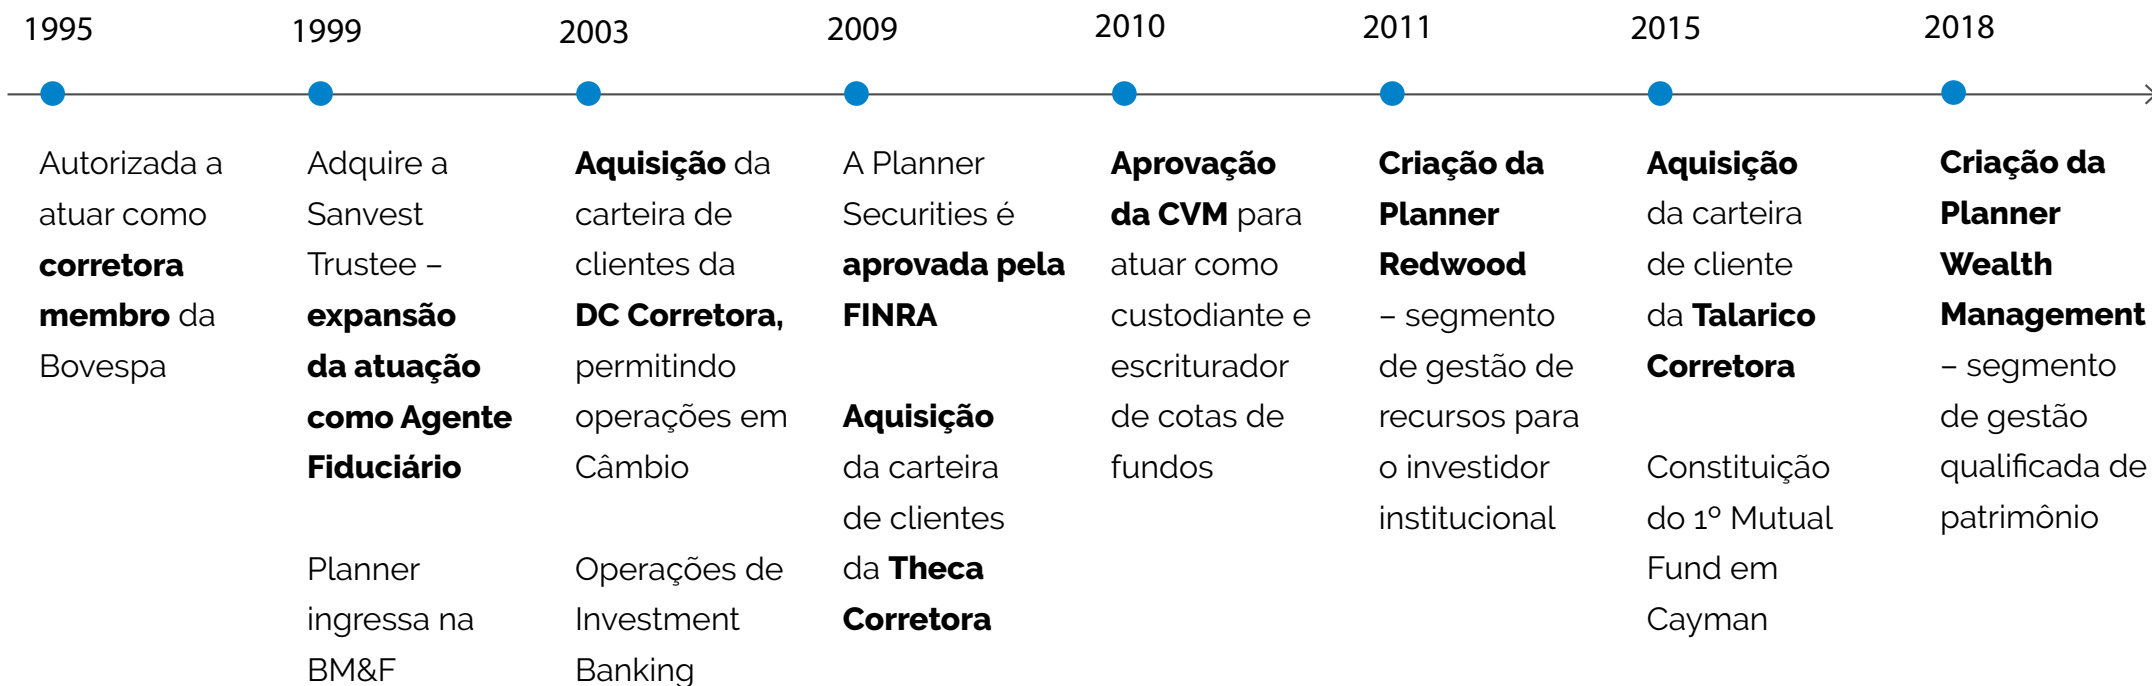 1995
Autorizada a
atuar como
corretora
membro da
Bovespa
1999
Adquire a
Sanvest
Trustee –
expansão
da atuação
como Agente
Fiduciário
Planner
ingressa na
BM&F
2003
Aquisição da
carteira de
clientes da
DC Corretora,
permitindo
operações em
Câmbio
Operações de
Investment
Banking
2009
A Planner
Securities é
aprovada pela
FINRA
Aquisição
da carteira
de clientes
da Theca
Corretora
2010
Aprovação
da CVM para
atuar como
custodiante e
escriturador
de cotas de
fundos
2011
Criação da
Planner
Redwood
– segmento
de gestão de
recursos para
o investidor
institucional
2015
Aquisição
da carteira
de cliente
da Talarico
Corretora
Constituição
do 1º Mutual
Fund em
Cayman
2018
Criação da
Planner
Wealth
Management
– segmento
de gestão
qualificada de
patrimônio